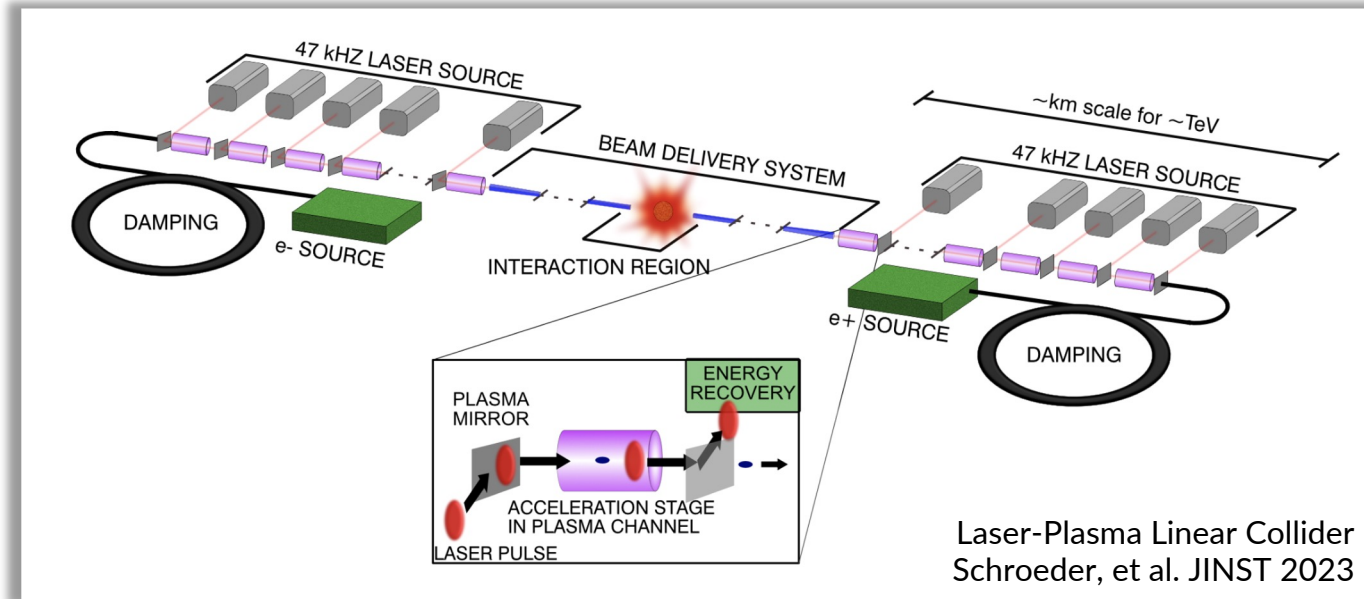 47 kHZ LASER SOURCE
~km scale for ~TeV
BEAM DELIVERY SYSTEM
47 kHZ LASER SOURCE
DAMPING
e- SOURCE
INTERACTION REGION
e+ SOURCE
DAMPING
ENERGY
RECOVERY
PLASMA
MIRROR
ACCELERATION STAGE
IN PLASMA CHANNEL
LASER PULSE
Laser-Plasma Linear Collider
Schroeder, et al. JINST 2023